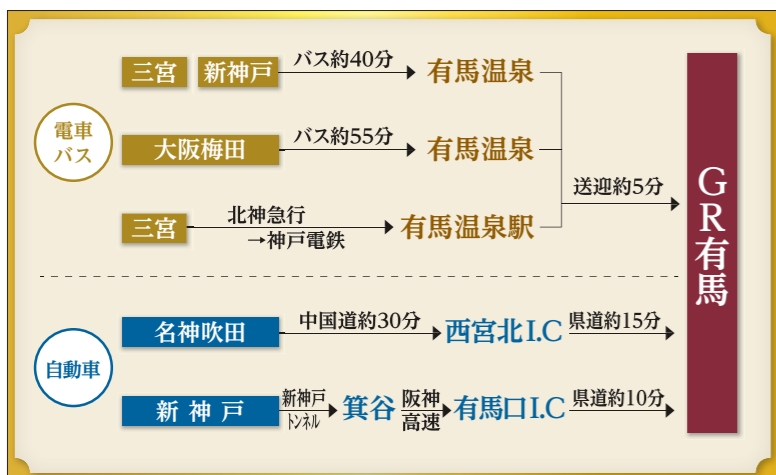 電車
バス
三宮 新神戸 バス約40分 有馬温泉
大阪梅田 バス約55分 有馬温泉
三宮 北神急行
→神戸電鉄 有馬温泉駅
送迎約5分
GR有馬
自動車
名神吹田 中国道約30分 西宮北I.C 県道約15分
新神戸 新神戸
トンネル 箕谷 阪神
高速 有馬口I.C 県道約10分